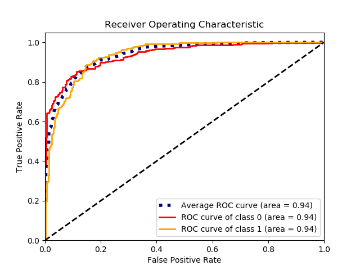 Receiver Operating Characteristic
1.0
0.8
0.6
0.4
0.2
0.0
True Positive Rate
Average ROC curve (area = 0.94)
ROC curve of class 0 (area = 0.94)
ROC curve of class 1 (area = 0.94)
0.0 0.2 0.4 0.6 0.8 1.0
False Positive Rate